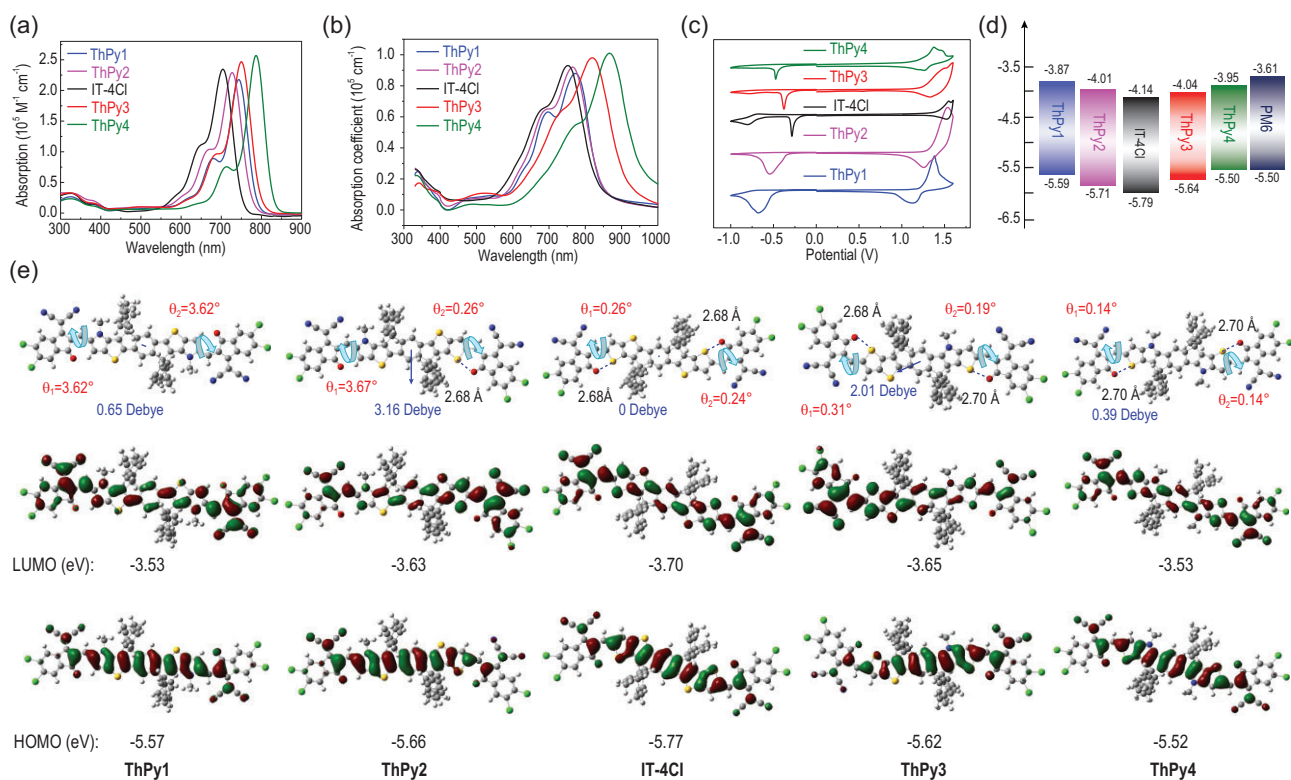 (a)
ThPy1
ThPy2
IT-4Cl
ThPy3
ThPy4
Absorption (10⁵ M⁻¹ cm⁻¹)
2.5
2.0
1.5
1.0
0.5
0.0
300 400 500 600 700 800 900
Wavelength (nm)
(b)
ThPy1
ThPy2
IT-4Cl
ThPy3
ThPy4
Absorption coefficient (10⁵ cm⁻¹)
1.0
0.8
0.6
0.4
0.2
0.0
400 500 600 700 800 900 1000
Wavelength (nm)
(c)
ThPy4
ThPy3
IT-4Cl
ThPy2
ThPy1
-1.0 -0.5 0.0 0.0 0.5 1.0 1.5
Potential (V)
(d)
-3.5
-4.5
-5.5
-6.5
-3.87 -4.01 -4.14 -4.04 -3.95 -3.61
ThPy1 ThPy2 IT-4Cl ThPy3 ThPy4 PM6
-5.59 -5.71 -5.79 -5.64 -5.50 -5.50
(e)
θ₂=3.62°
θ₁=3.62°
0.65 Debye
θ₂=0.26°
θ₁=3.67°
3.16 Debye
2.68 Å
θ₁=0.26°
2.68 Å
2.68Å
0 Debye
θ₂=0.24°
2.68 Å
θ₂=0.19°
2.01 Debye
θ₁=0.31°
2.70 Å
θ₁=0.14°
2.70 Å
2.70 Å
0.39 Debye
θ₂=0.14°
LUMO (eV): -3.53 -3.63 -3.70 -3.65 -3.53
HOMO (eV): -5.57 -5.66 -5.77 -5.62 -5.52
ThPy1 ThPy2 IT-4Cl ThPy3 ThPy4